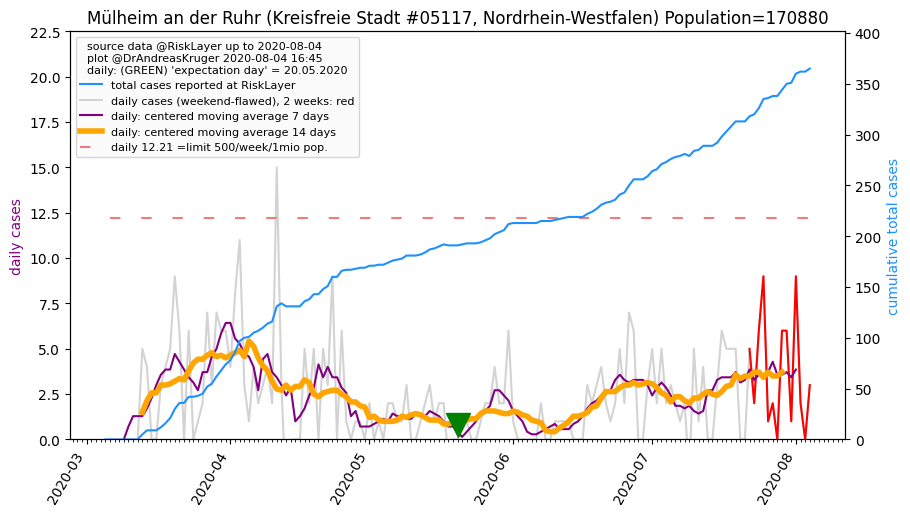 Mülheim an der Ruhr (Kreisfreie Stadt #05117, Nordrhein-Westfalen) Population=170880
source data @RiskLayer up to 2020-08-04
plot @DrAndreasKruger 2020-08-04 16:45
daily: (GREEN) 'expectation day' = 20.05.2020
total cases reported at RiskLayer
daily cases (weekend-flawed), 2 weeks: red
daily: centered moving average 7 days
daily: centered moving average 14 days
daily 12.21 =limit 500/week/1mio pop.
daily cases
22.5
20.0
17.5
15.0
12.5
10.0
7.5
5.0
2.5
0.0
cumulative total cases
400
350
300
250
200
150
100
50
0
2020-03
2020-04
2020-05
2020-06
2020-07
2020-08